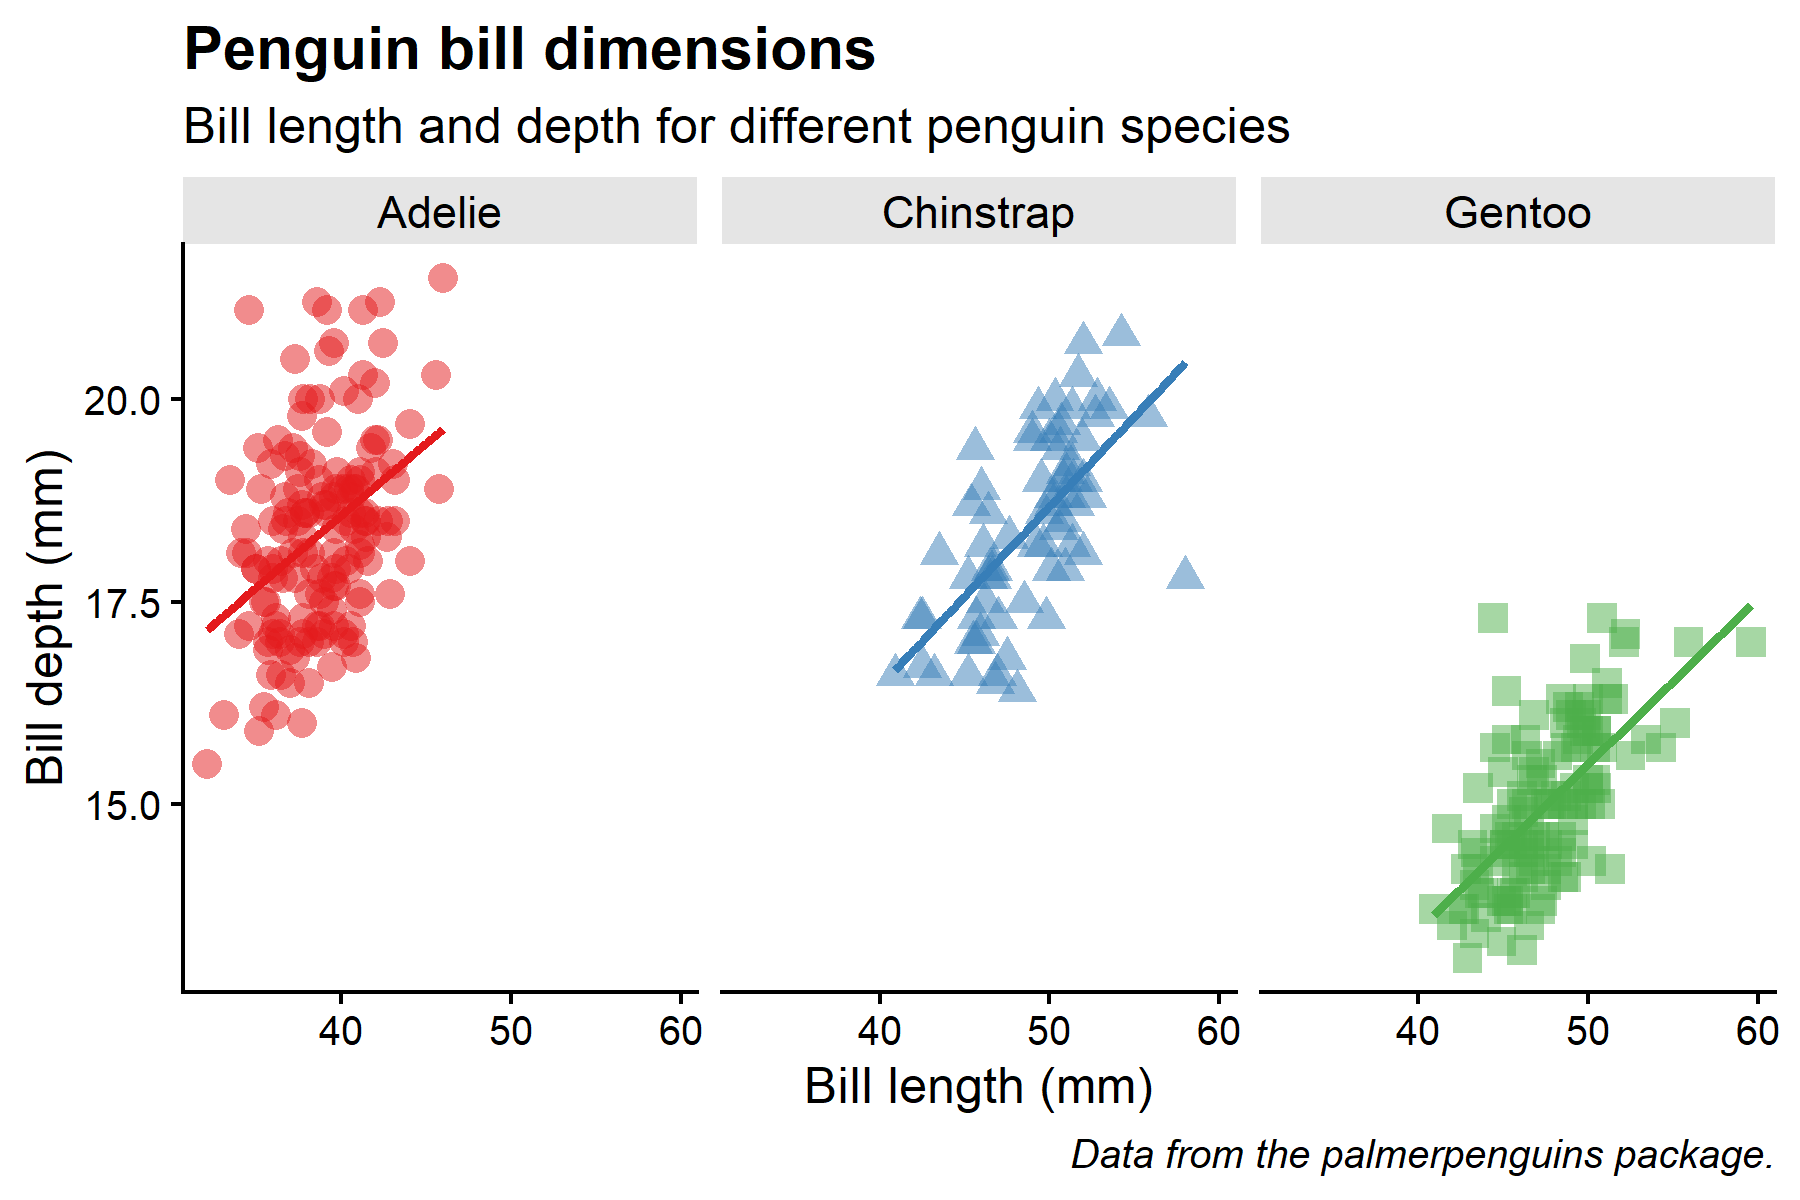 Penguin bill dimensions
Bill length and depth for different penguin species
Adelie Chinstrap Gentoo
Bill depth (mm)
20.0
17.5
15.0
40 50 60 40 50 60 40 50 60
Bill length (mm)
Data from the palmerpenguins package.